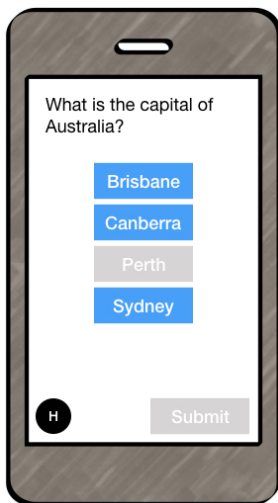 What is the capital of
Australia?
Brisbane
Canberra
Perth
Sydney
H
Submit